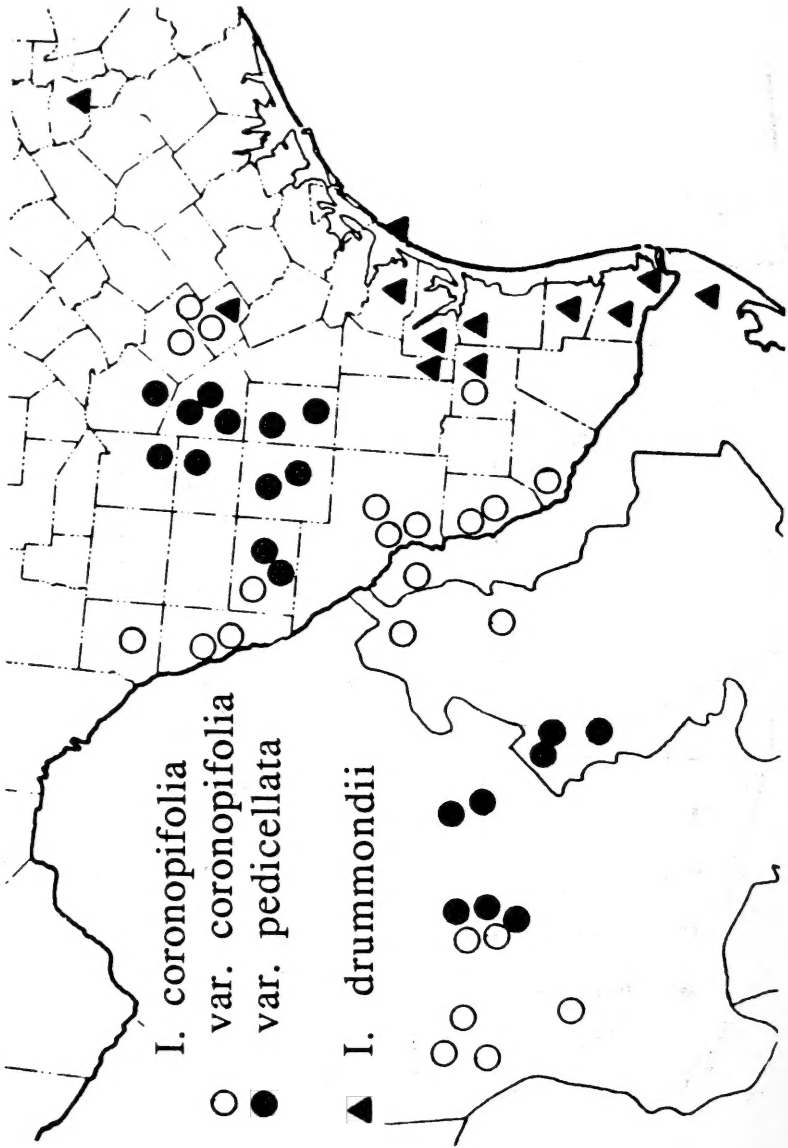 I. coronopifolia
var. coronopifolia
var. pedicellata
I. drummondii